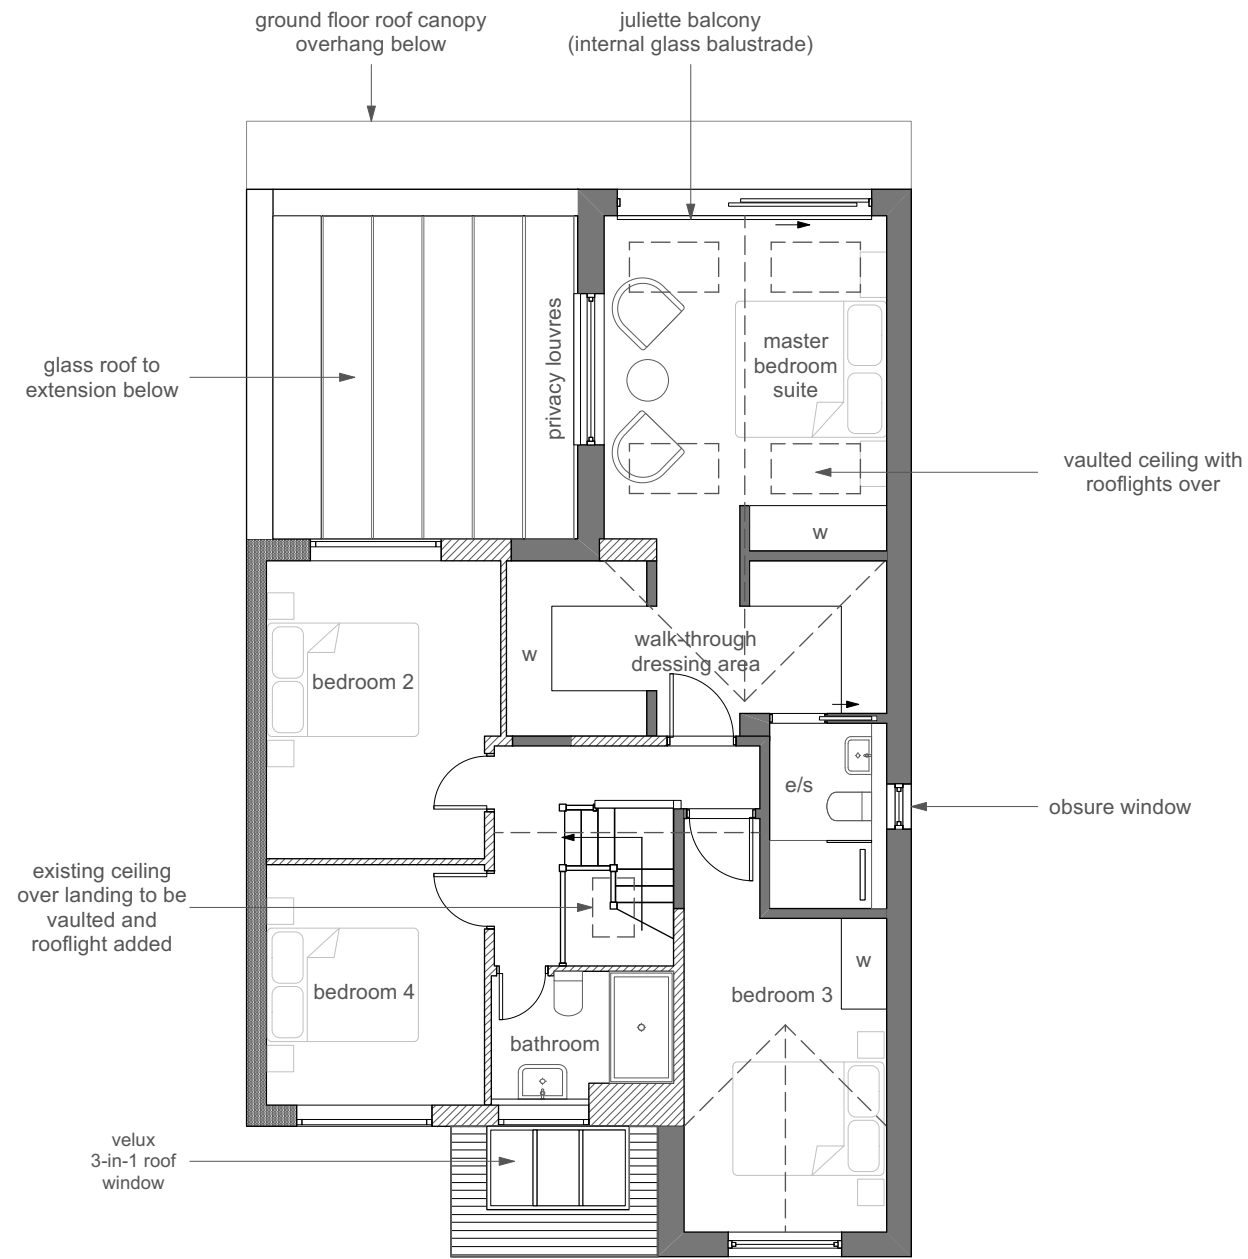 ground floor roof canopy
overhang below
juliette balcony
(internal glass balustrade)
glass roof to
extension below
privacy louvres
master
bedroom
suite
vaulted ceiling with
rooflights over
w
walk-through
dressing area
w
bedroom 2
e/s
obsure window
existing ceiling
over landing to be
vaulted and
rooflight added
w
bedroom 4
bedroom 3
bathroom
velux
3-in-1 roof
window